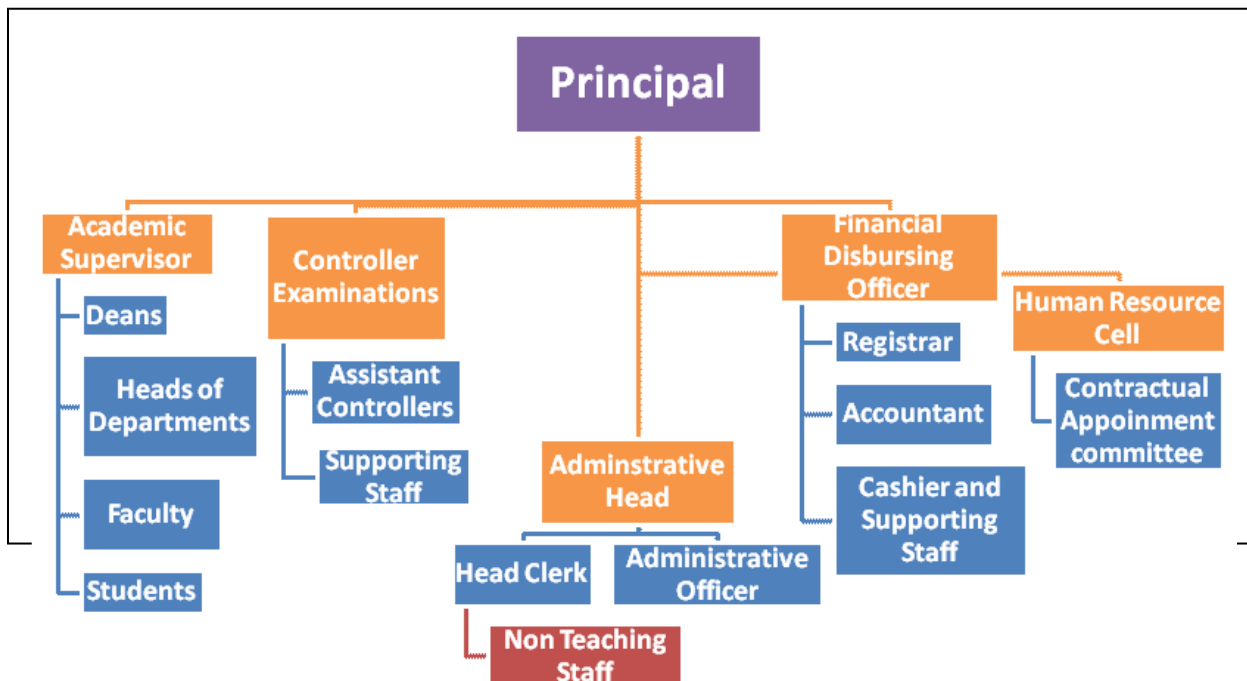 Principal
Academic
Supervisor
Deans
Heads of
Departments
Faculty
Students
Controller
Examinations
Assistant
Controllers
Supporting
Staff
Adminstrative
Head
Head Clerk
Administrative
Officer
Non Teaching
Staff
Financial
Disbursing
Officer
Registrar
Accountant
Cashier and
Supporting
Staff
Human Resource
Cell
Contractual
Appoinment
committee